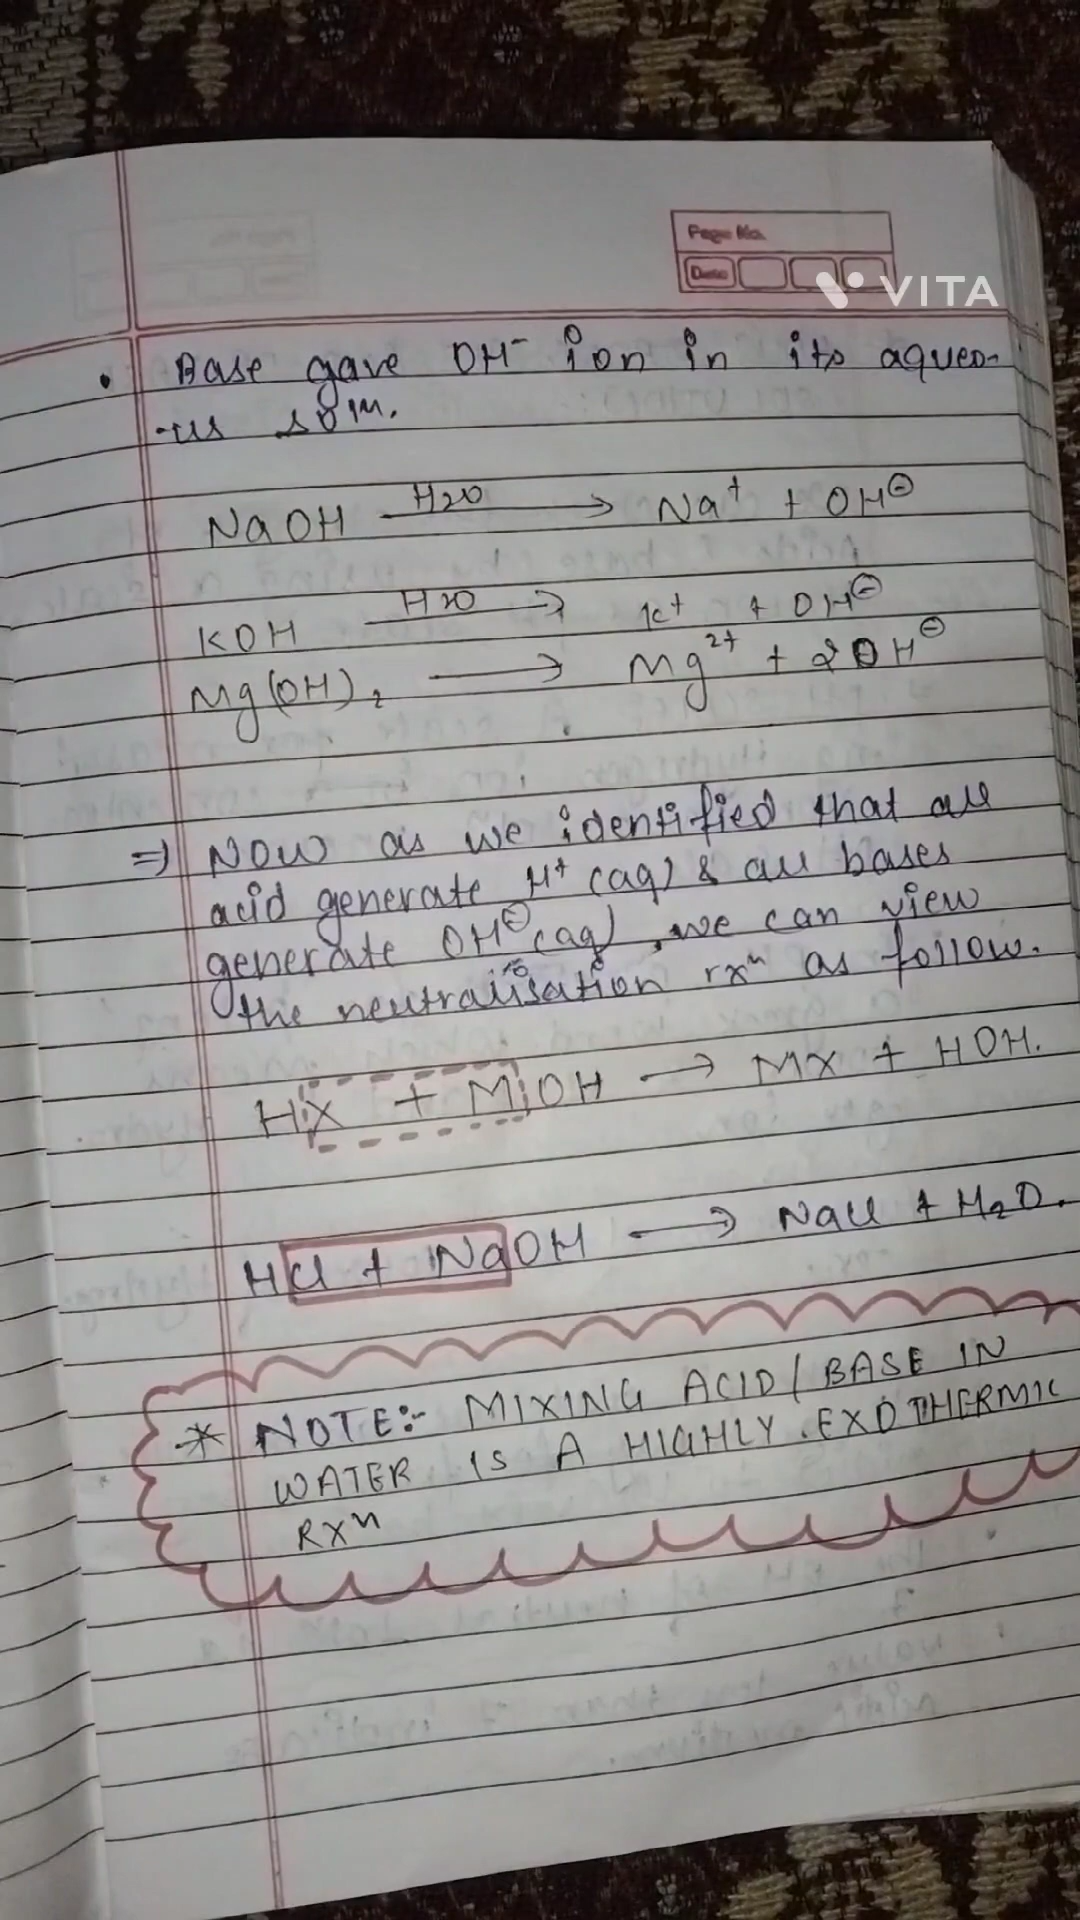 Page No.
Date
VITA
• Base gave OH⁻ ion in its aqueo-
-us solⁿ.
NaOH —H2O→ Na⁺ + OH⊖
KOH —H2O→ K⁺ + OH⊖
Mg(OH)₂ → Mg²⁺ + 2OH⊖
⇒ Now as we identified that all
acid generate H⁺ (aq) & all bases
generate OH⊖(aq), we can view
the neutralisation rxⁿ as follow.
HX + MOH → MX + HOH.
HCl + NaOH → NaCl + H₂O.
* NOTE:- MIXING ACID/BASE IN
WATER IS A HIGHLY EXOTHERMIC
RXⁿ